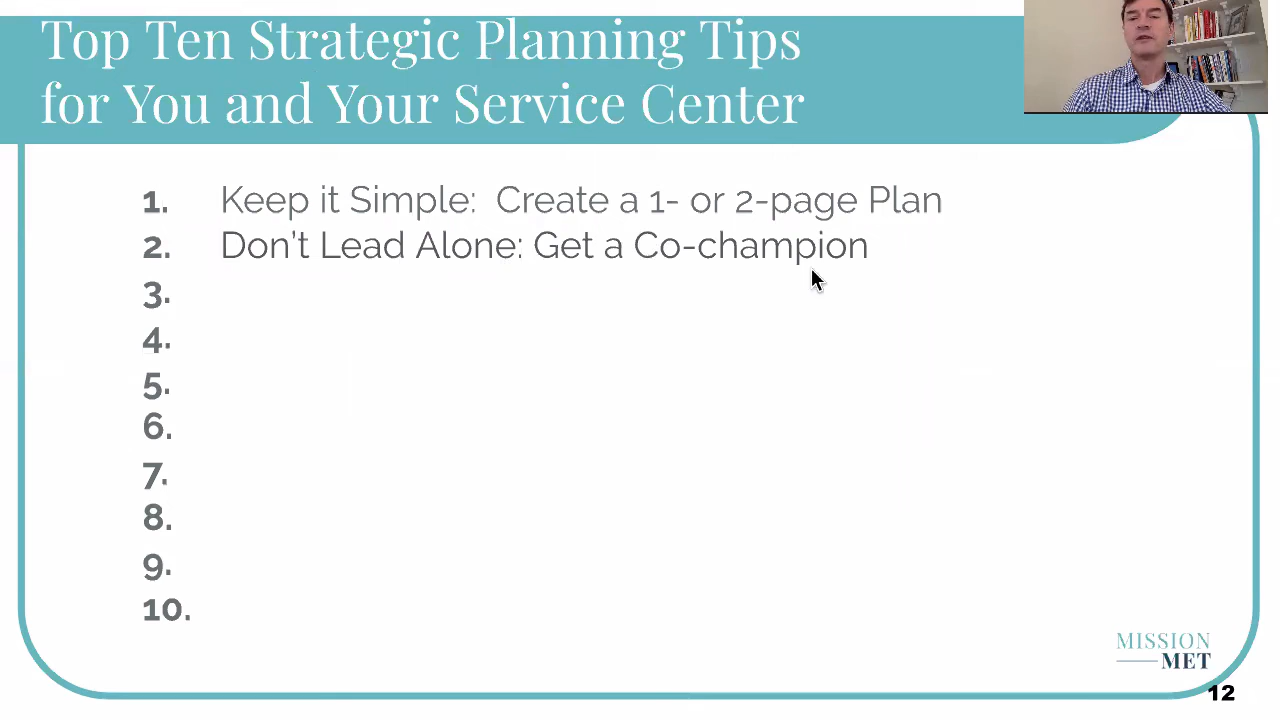 Top Ten Strategic Planning Tips
for You and Your Service Center
1. Keep it Simple: Create a 1- or 2-page Plan
2. Don't Lead Alone: Get a Co-champion
3.
4.
5.
6.
7.
8.
9.
10.
MISSION
MET
12